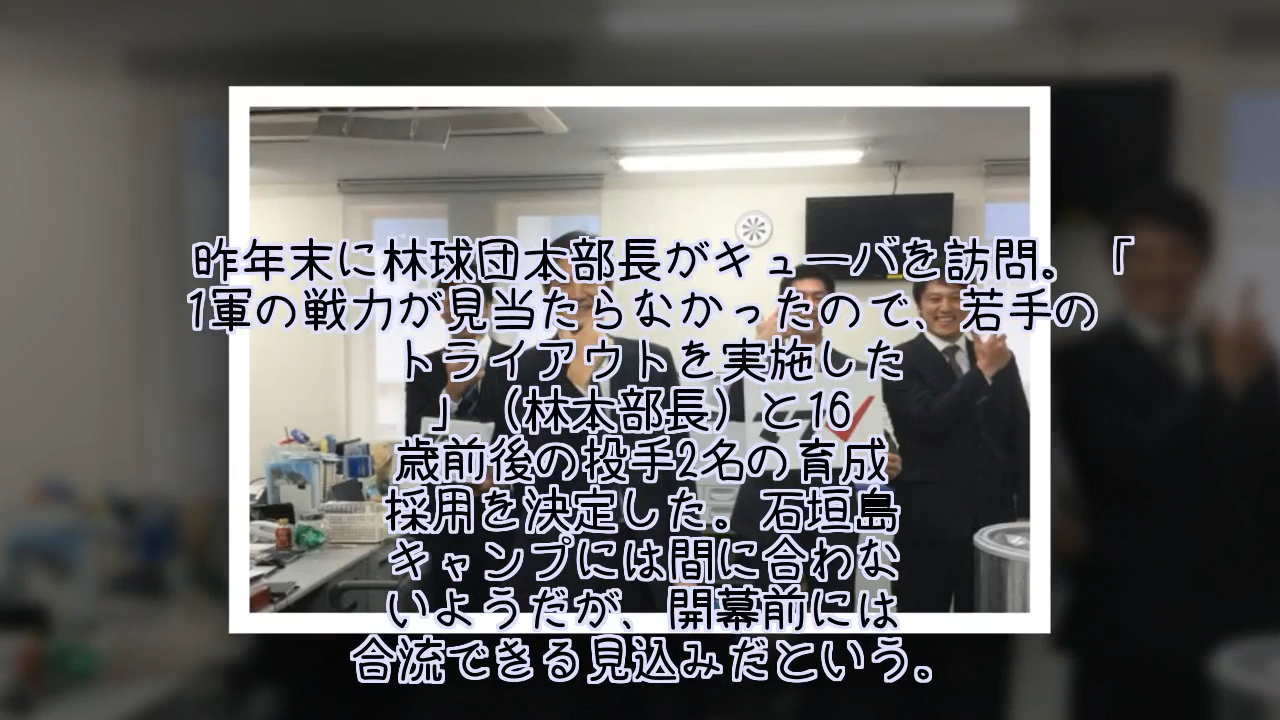 昨年末に林球団本部長がキューバを訪問。「
1軍の戦力が見当たらなかったので、若手の
トライアウトを実施した
」（林本部長）と16
歳前後の投手2名の育成
採用を決定した。石垣島
キャンプには間に合わな
いようだが、開幕前には
合流できる見込みだという。